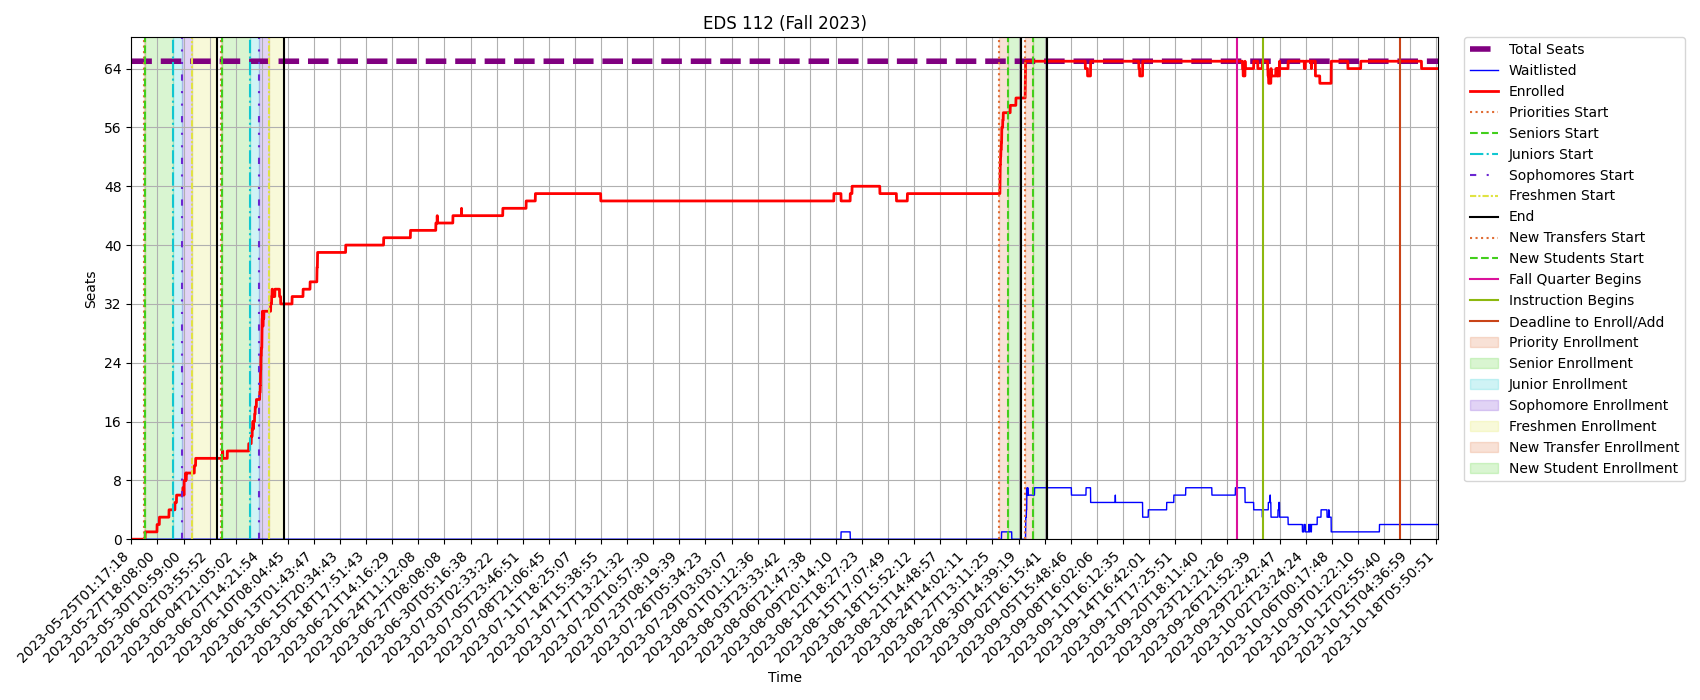 EDS 112 (Fall 2023)
Seats
64
56
48
40
32
24
16
8
0
2023-05-25T01:17:18
2023-05-27T18:08:00
2023-05-30T10:59:00
2023-06-02T03:55:52
2023-06-04T21:05:02
2023-06-07T14:21:54
2023-06-10T08:04:45
2023-06-13T01:43:47
2023-06-15T20:34:43
2023-06-18T17:51:43
2023-06-21T14:16:29
2023-06-24T11:12:08
2023-06-27T08:08:08
2023-06-30T05:16:38
2023-07-03T02:33:22
2023-07-05T23:46:51
2023-07-08T21:06:45
2023-07-11T18:25:07
2023-07-14T15:38:55
2023-07-17T13:21:32
2023-07-20T10:57:30
2023-07-23T08:19:39
2023-07-26T05:34:23
2023-07-29T03:03:07
2023-08-01T01:12:36
2023-08-03T23:33:42
2023-08-06T21:47:38
2023-08-09T20:14:10
2023-08-12T18:27:23
2023-08-15T17:07:49
2023-08-18T15:52:12
2023-08-21T14:48:57
2023-08-24T14:02:11
2023-08-27T13:11:25
2023-08-30T14:39:19
2023-09-02T16:15:41
2023-09-05T15:48:46
2023-09-08T16:02:06
2023-09-11T16:12:35
2023-09-14T16:42:01
2023-09-17T17:25:51
2023-09-20T18:11:40
2023-09-23T21:21:26
2023-09-26T21:52:39
2023-09-29T22:42:47
2023-10-02T23:24:24
2023-10-06T00:17:48
2023-10-09T01:22:10
2023-10-12T02:55:40
2023-10-15T04:36:59
2023-10-18T05:50:51
Time
Total Seats
Waitlisted
Enrolled
Priorities Start
Seniors Start
Juniors Start
Sophomores Start
Freshmen Start
End
New Transfers Start
New Students Start
Fall Quarter Begins
Instruction Begins
Deadline to Enroll/Add
Priority Enrollment
Senior Enrollment
Junior Enrollment
Sophomore Enrollment
Freshmen Enrollment
New Transfer Enrollment
New Student Enrollment